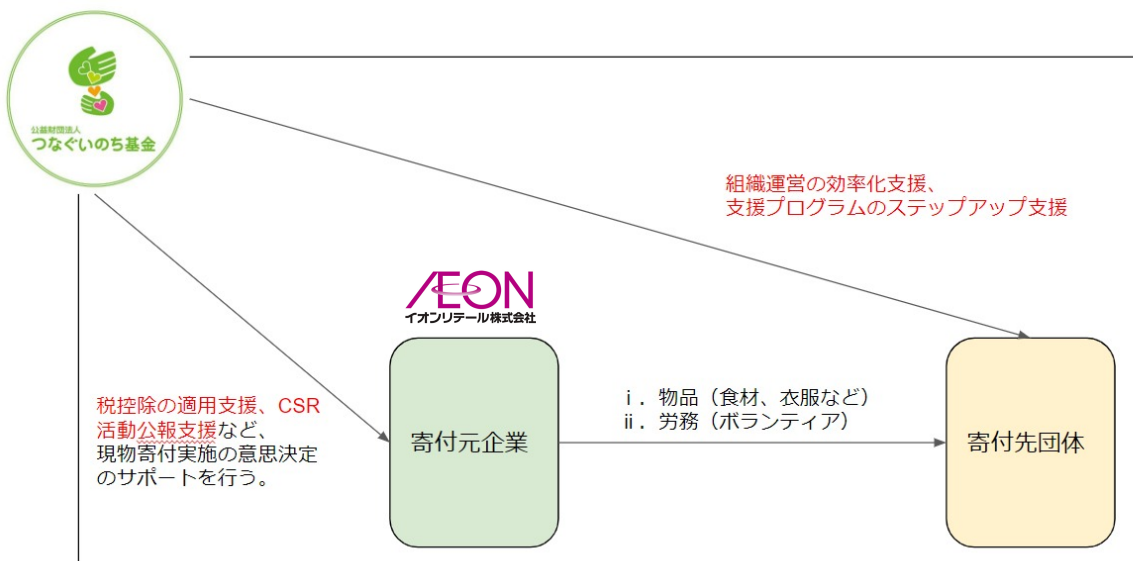 公益財団法人
つなぐいのち基金
組織運営の効率化支援、
支援プログラムのステップアップ支援
ÆON
イオンリテール株式会社
税控除の適用支援、CSR
活動公報支援など、
現物寄付実施の意思決定
のサポートを行う。
寄付元企業
ⅰ．物品（食材、衣服など）
ⅱ．労務（ボランティア）
寄付先団体